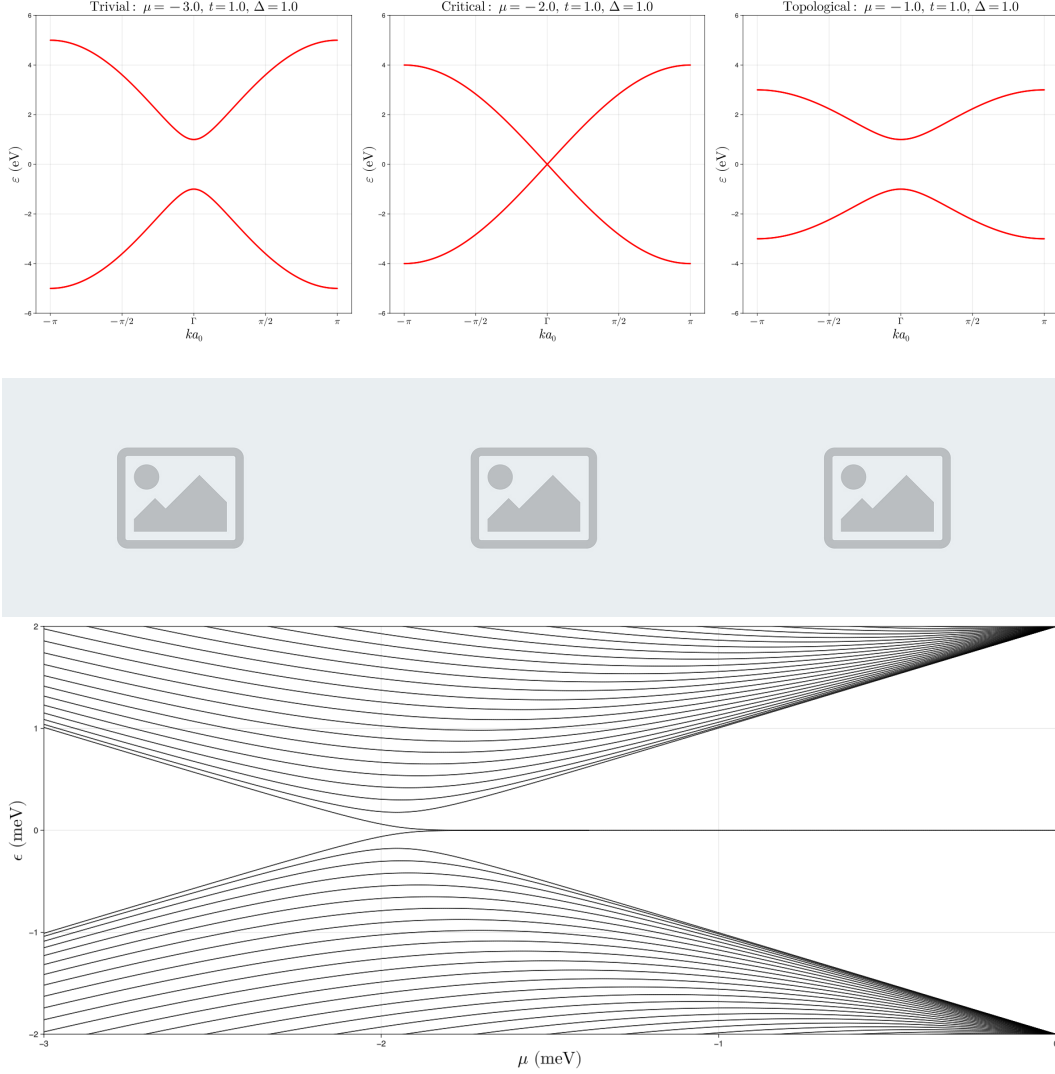 Trivial: μ = −3.0, t = 1.0, Δ = 1.0
6
4
2
0
−2
−4
−6
ε (eV)
−π
−π/2
Γ
π/2
π
ka₀
Critical: μ = −2.0, t = 1.0, Δ = 1.0
6
4
2
0
−2
−4
−6
ε (eV)
−π
−π/2
Γ
π/2
π
ka₀
Topological: μ = −1.0, t = 1.0, Δ = 1.0
6
4
2
0
−2
−4
−6
ε (eV)
−π
−π/2
Γ
π/2
π
ka₀
2
1
0
−1
−2
ϵ (meV)
−3
−2
−1
μ (meV)